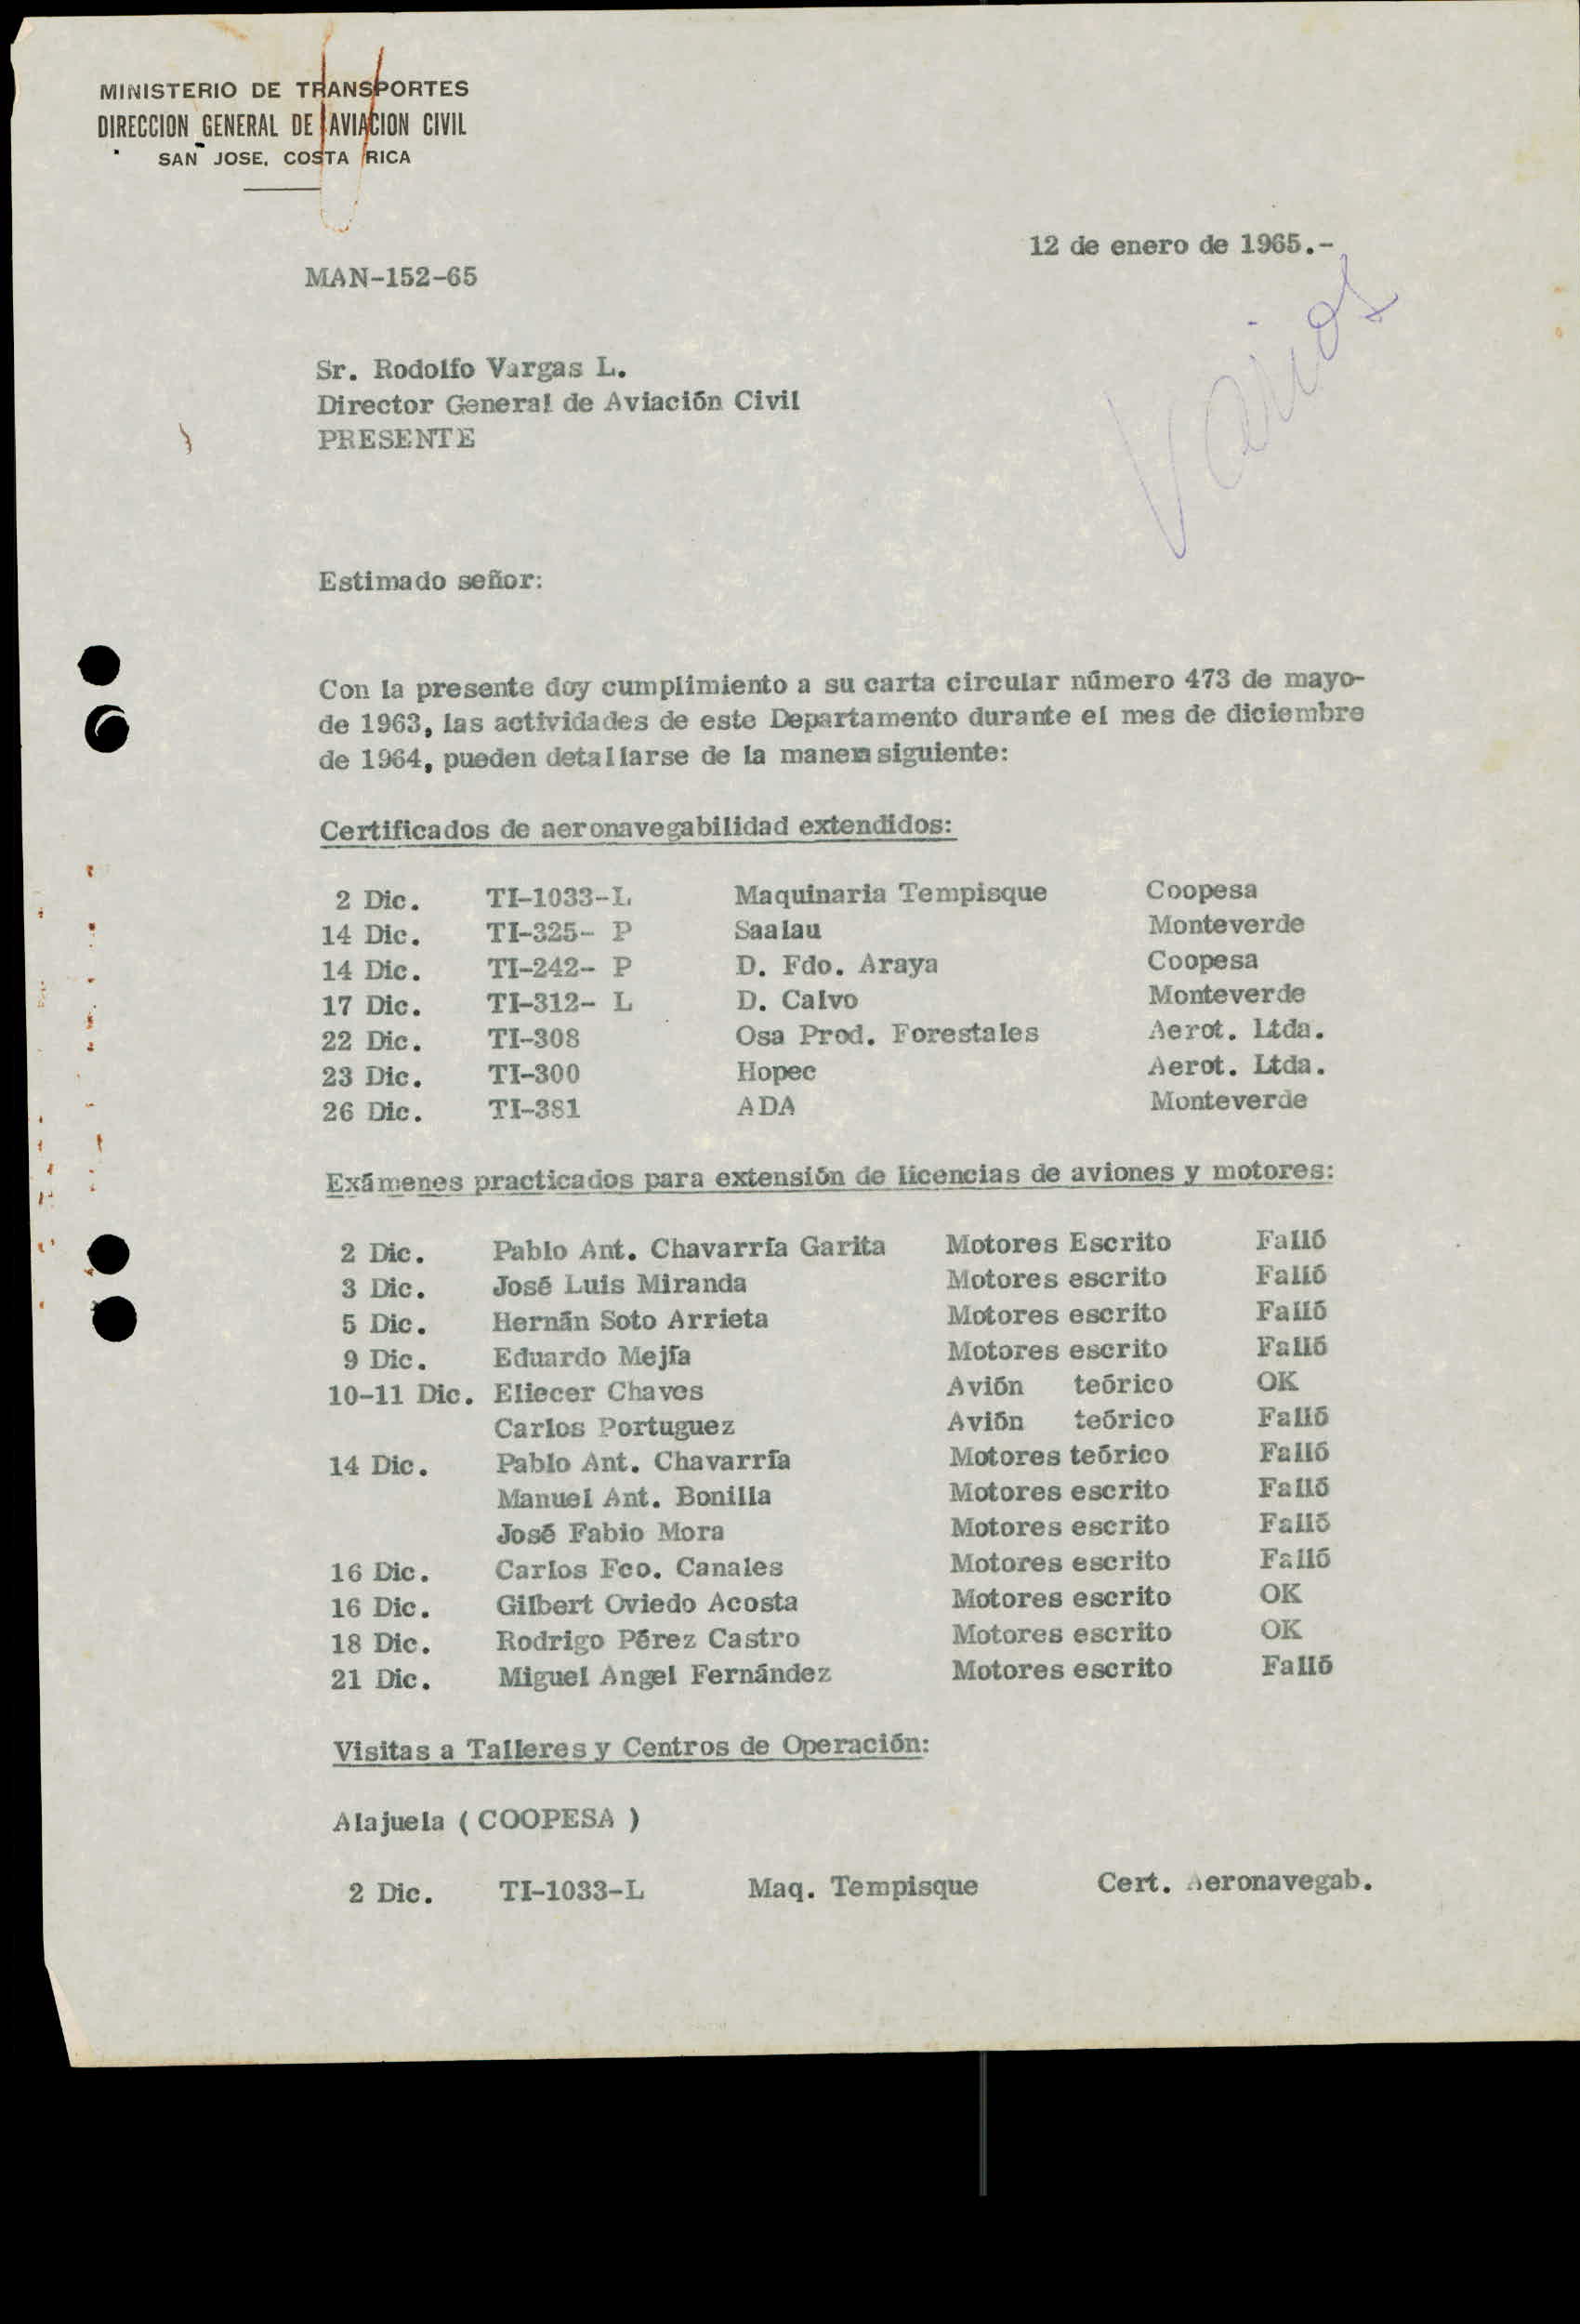 MINISTERIO DE TRANSPORTES
DIRECCION GENERAL DE AVIACION CIVIL
SAN JOSE, COSTA RICA
12 de enero de 1965.-
MAN-152-65
Varios
Sr. Rodolfo Vargas L.
Director General de Aviación Civil
PRESENTE
Estimado señor:
Con la presente doy cumplimiento a su carta circular número 473 de mayo-
de 1963, las actividades de este Departamento durante el mes de diciembre
de 1964, pueden detallarse de la manera siguiente:
Certificados de aeronavegabilidad extendidos:
2 Dic. TI-1033-L Maquinaria Tempisque Coopesa
14 Dic. TI-325- P Saalau Monteverde
14 Dic. TI-242- P D. Fdo. Araya Coopesa
17 Dic. TI-312- L D. Calvo Monteverde
22 Dic. TI-308 Osa Prod. Forestales Aerot. Ltda.
23 Dic. TI-300 Hopec Aerot. Ltda.
26 Dic. TI-381 ADA Monteverde
Exámenes practicados para extensión de licencias de aviones y motores:
2 Dic. Pablo Ant. Chavarría Garita Motores Escrito Falló
3 Dic. José Luis Miranda Motores escrito Falló
5 Dic. Hernán Soto Arrieta Motores escrito Falló
9 Dic. Eduardo Mejía Motores escrito Falló
10-11 Dic. Eliecer Chaves Avión teórico OK
Carlos Portuguez Avión teórico Falló
14 Dic. Pablo Ant. Chavarría Motores teórico Falló
Manuel Ant. Bonilla Motores escrito Falló
José Fabio Mora Motores escrito Falló
16 Dic. Carlos Fco. Canales Motores escrito Falló
16 Dic. Gilbert Oviedo Acosta Motores escrito OK
18 Dic. Rodrigo Pérez Castro Motores escrito OK
21 Dic. Miguel Angel Fernández Motores escrito Falló
Visitas a Talleres y Centros de Operación:
Alajuela ( COOPESA )
2 Dic. TI-1033-L Maq. Tempisque Cert. Aeronavegab.